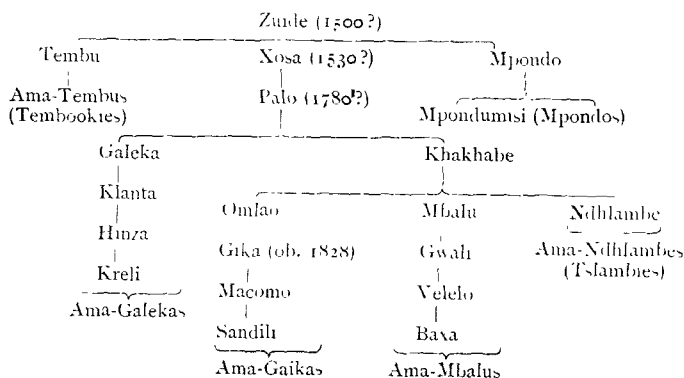 Zuide (1500?)
Tembu Xosa (1530?) Mpondo
Ama-Tembus Palo (1780?) Mpondumisi (Mpondos)
(Tembookies)
Galeka Khakhabe
Klanta Omlao Mbalu Ndhlambe
Hinza Gika (ob. 1828) Gwali Ama-Ndhlambes
(Tslambies)
Kreli Macomo Velelo
Ama-Galekas Sandili Baxa
Ama-Gaikas Ama-Mbalus